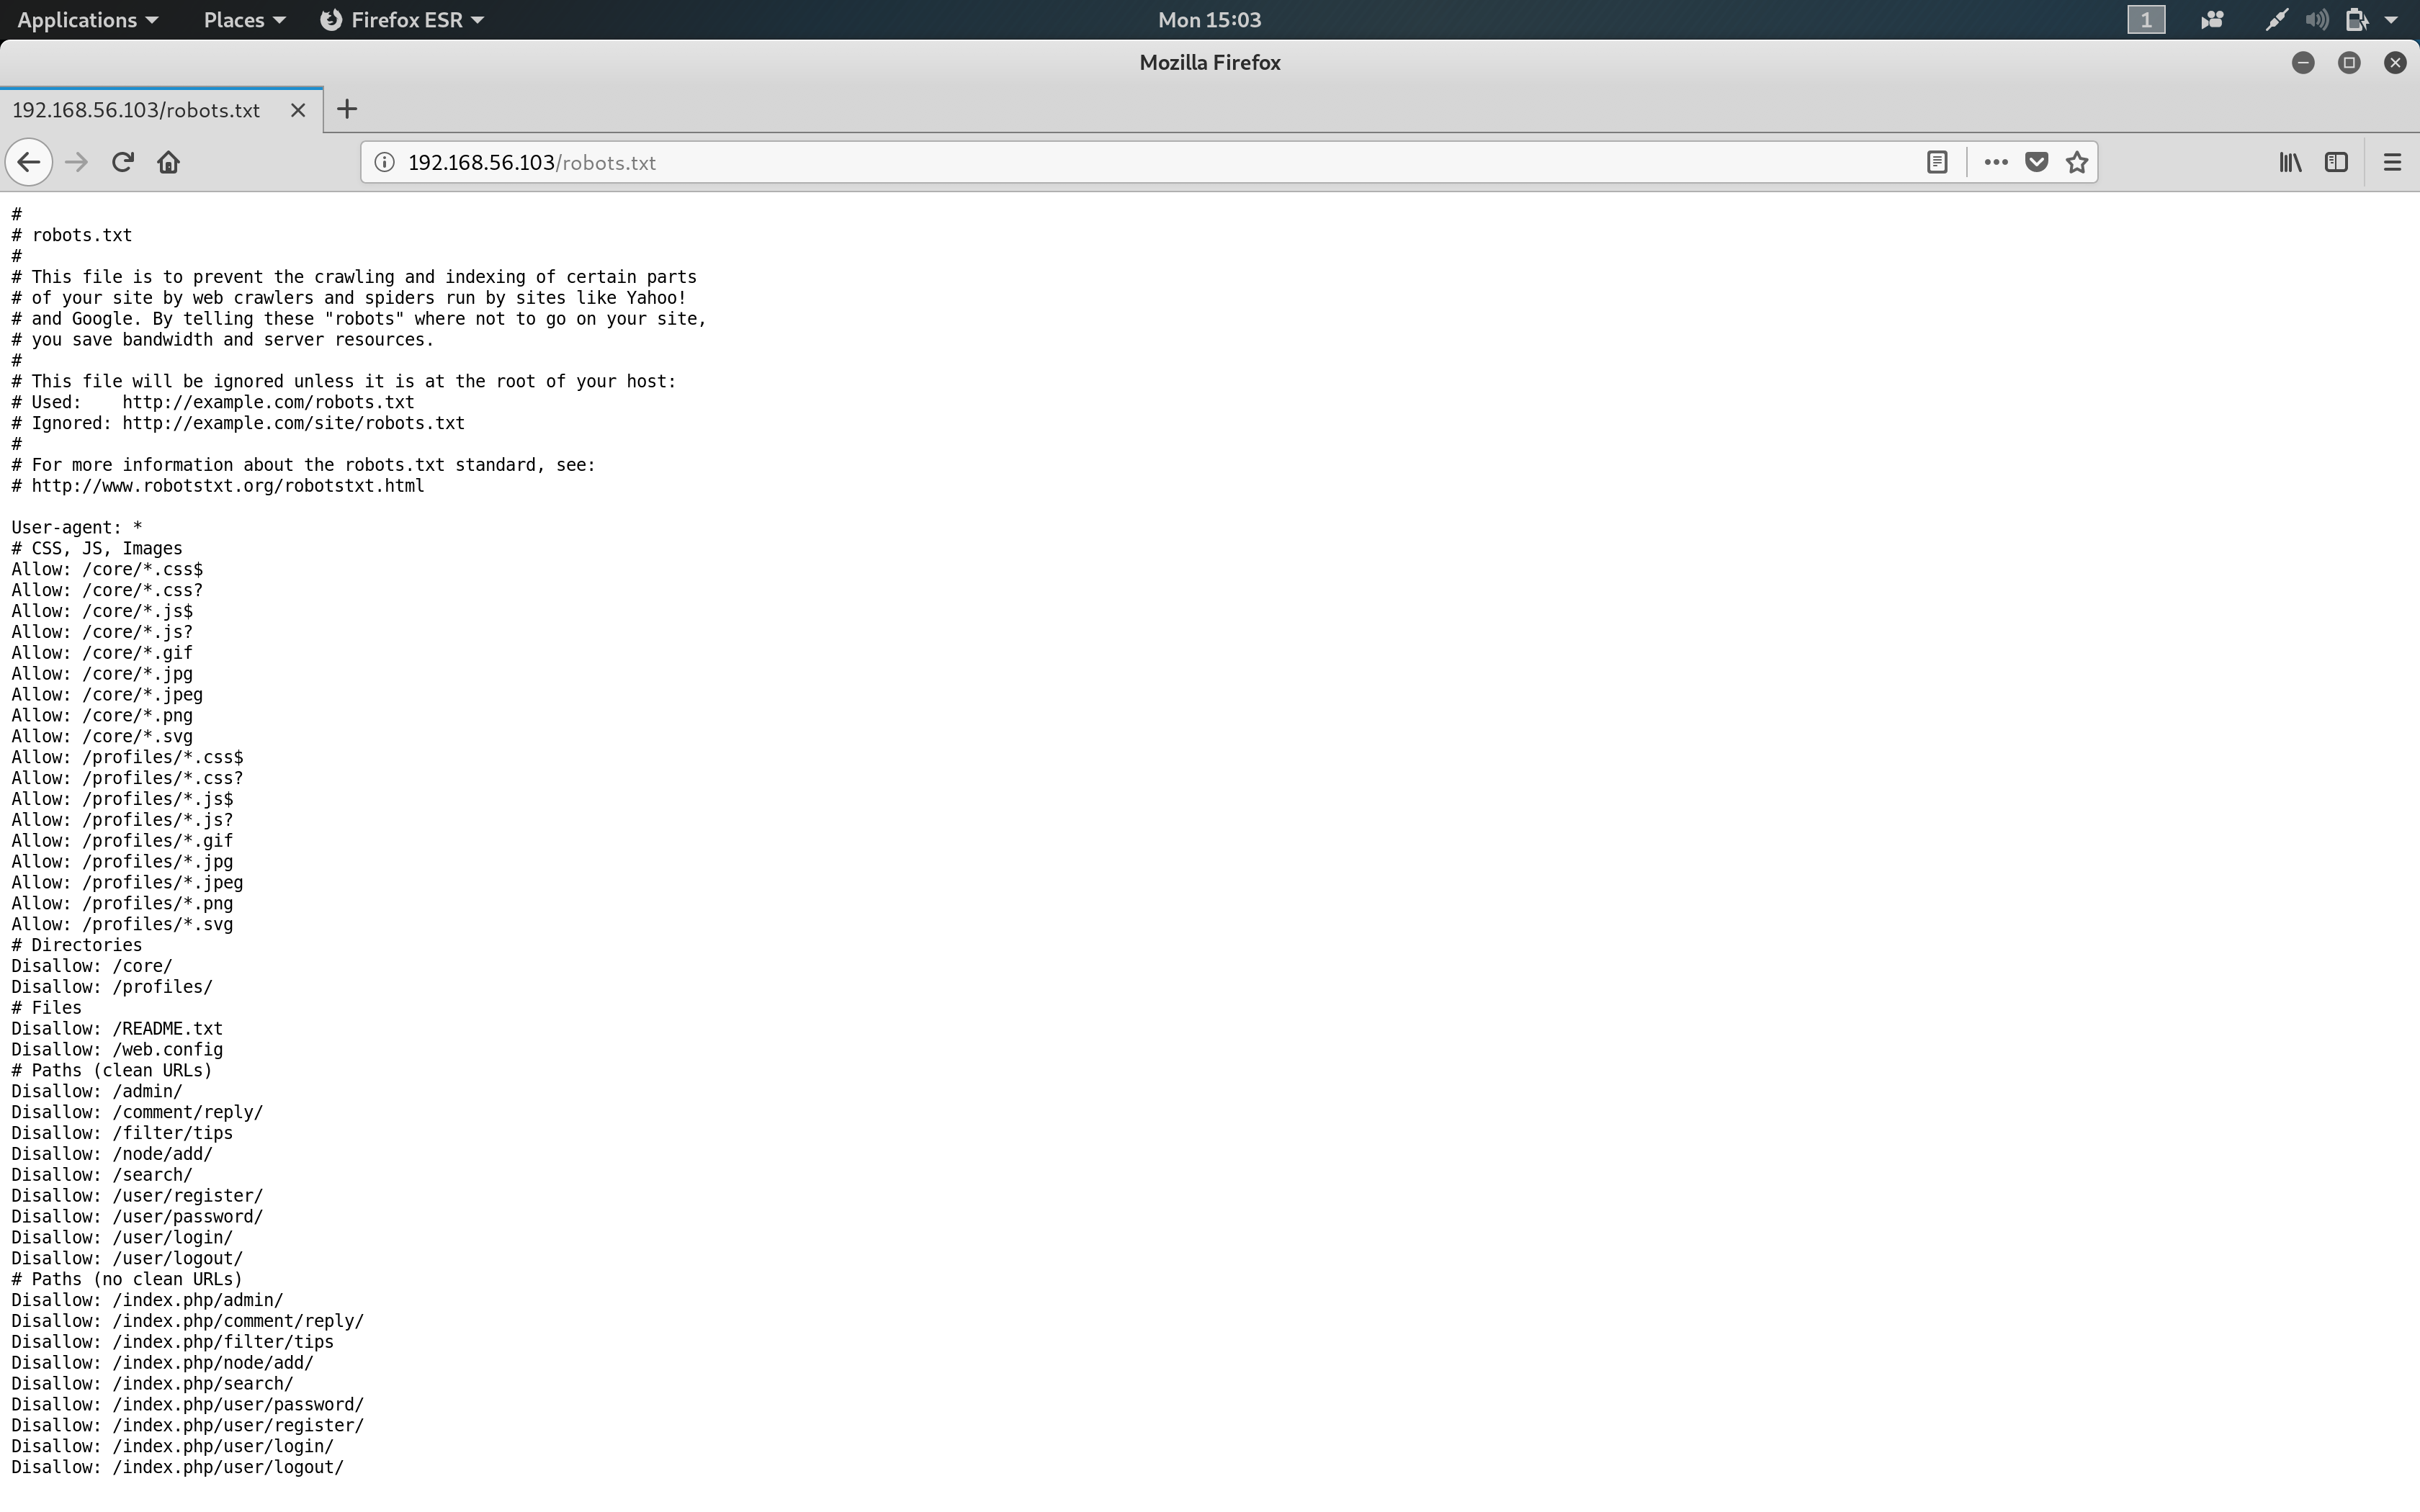 Applications Places Firefox ESR Mon 15:03 1
Mozilla Firefox
192.168.56.103/robots.txt
192.168.56.103/robots.txt
#
# robots.txt
#
# This file is to prevent the crawling and indexing of certain parts
# of your site by web crawlers and spiders run by sites like Yahoo!
# and Google. By telling these "robots" where not to go on your site,
# you save bandwidth and server resources.
#
# This file will be ignored unless it is at the root of your host:
# Used:    http://example.com/robots.txt
# Ignored: http://example.com/site/robots.txt
#
# For more information about the robots.txt standard, see:
# http://www.robotstxt.org/robotstxt.html

User-agent: *
# CSS, JS, Images
Allow: /core/*.css$
Allow: /core/*.css?
Allow: /core/*.js$
Allow: /core/*.js?
Allow: /core/*.gif
Allow: /core/*.jpg
Allow: /core/*.jpeg
Allow: /core/*.png
Allow: /core/*.svg
Allow: /profiles/*.css$
Allow: /profiles/*.css?
Allow: /profiles/*.js$
Allow: /profiles/*.js?
Allow: /profiles/*.gif
Allow: /profiles/*.jpg
Allow: /profiles/*.jpeg
Allow: /profiles/*.png
Allow: /profiles/*.svg
# Directories
Disallow: /core/
Disallow: /profiles/
# Files
Disallow: /README.txt
Disallow: /web.config
# Paths (clean URLs)
Disallow: /admin/
Disallow: /comment/reply/
Disallow: /filter/tips
Disallow: /node/add/
Disallow: /search/
Disallow: /user/register/
Disallow: /user/password/
Disallow: /user/login/
Disallow: /user/logout/
# Paths (no clean URLs)
Disallow: /index.php/admin/
Disallow: /index.php/comment/reply/
Disallow: /index.php/filter/tips
Disallow: /index.php/node/add/
Disallow: /index.php/search/
Disallow: /index.php/user/password/
Disallow: /index.php/user/register/
Disallow: /index.php/user/login/
Disallow: /index.php/user/logout/